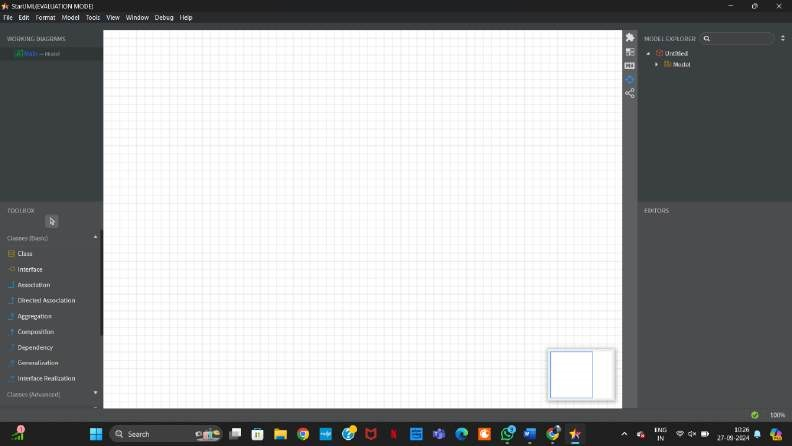 StarUML(EVALUATION MODE)
File Edit Format Model Tools View Window Debug Help
WORKING DIAGRAMS
Main — Model
MODEL EXPLORER
Untitled
Model
TOOLBOX
EDITORS
Classes (Basic)
Class
Interface
Association
Directed Association
Aggregation
Composition
Dependency
Generalization
Interface Realization
Classes (Advanced)
100%
Search
ENG
IN
10:26
27-09-2024